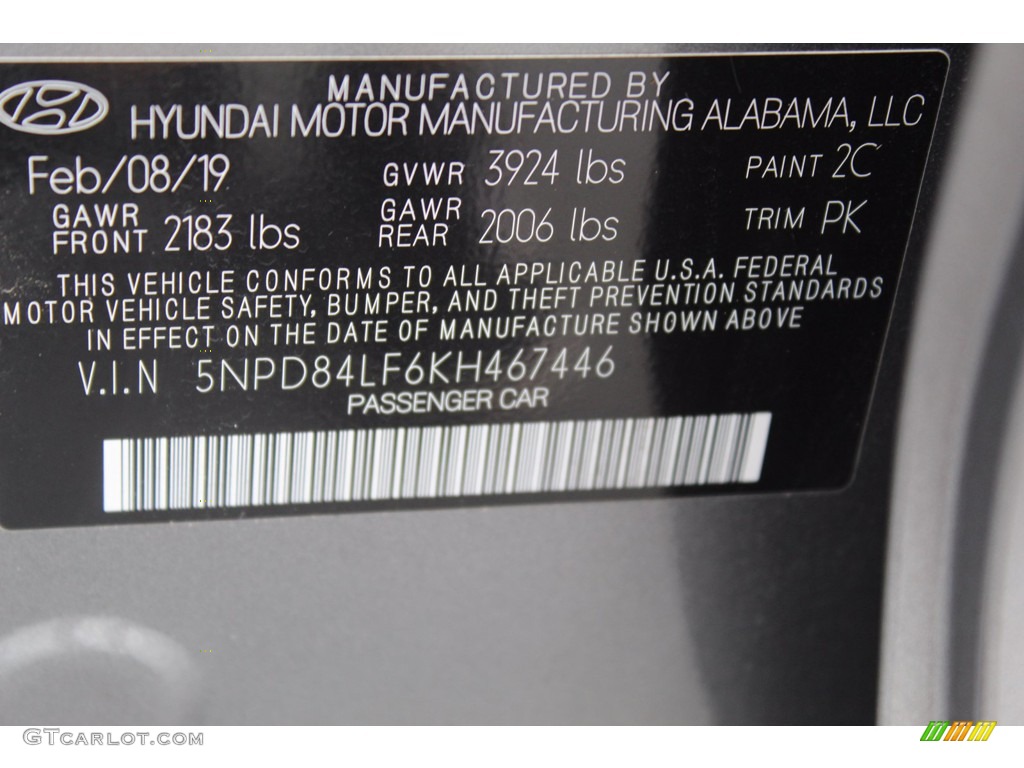 MANUFACTURED BY
HYUNDAI MOTOR MANUFACTURING ALABAMA, LLC
Feb/08/19 GVWR 3924 lbs PAINT 2C
GAWR FRONT 2183 lbs GAWR REAR 2006 lbs TRIM PK
THIS VEHICLE CONFORMS TO ALL APPLICABLE U.S.A. FEDERAL
MOTOR VEHICLE SAFETY, BUMPER, AND THEFT PREVENTION STANDARDS
IN EFFECT ON THE DATE OF MANUFACTURE SHOWN ABOVE
V.I.N 5NPD84LF6KH467446
PASSENGER CAR
GTCARLOT.COM